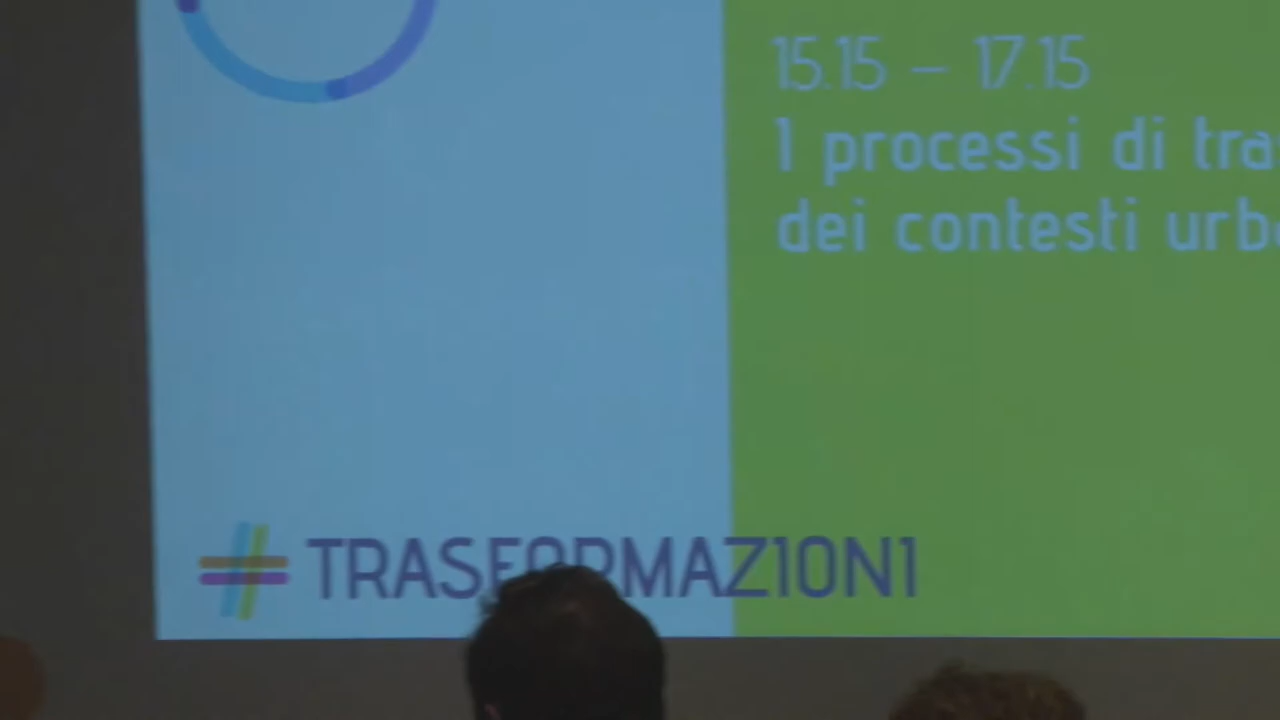 15.15 – 17.15
I processi di
dei contesti
# TRASFORMAZIONI